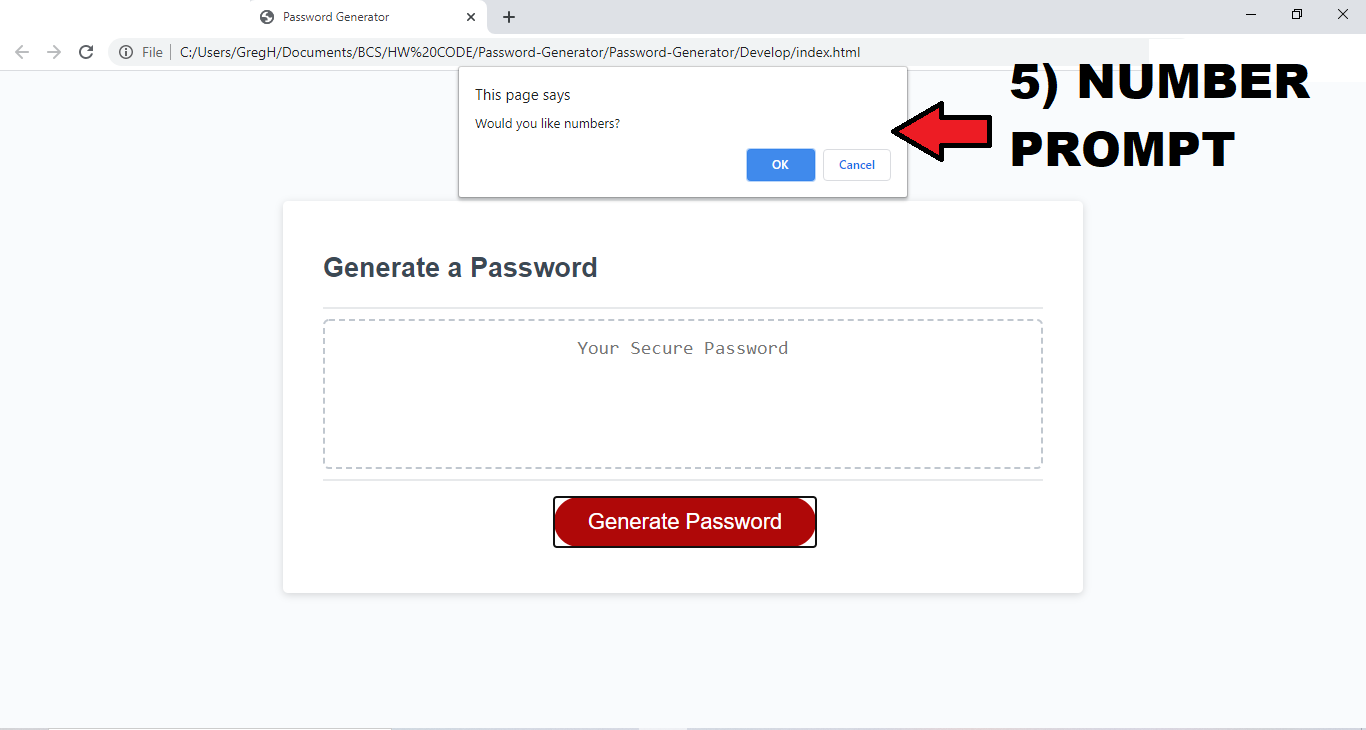 Password Generator
File | C:/Users/GregH/Documents/BCS/HW%20CODE/Password-Generator/Password-Generator/Develop/index.html
This page says
Would you like numbers?
OK Cancel
5) NUMBER
PROMPT
Generate a Password
Your Secure Password
Generate Password